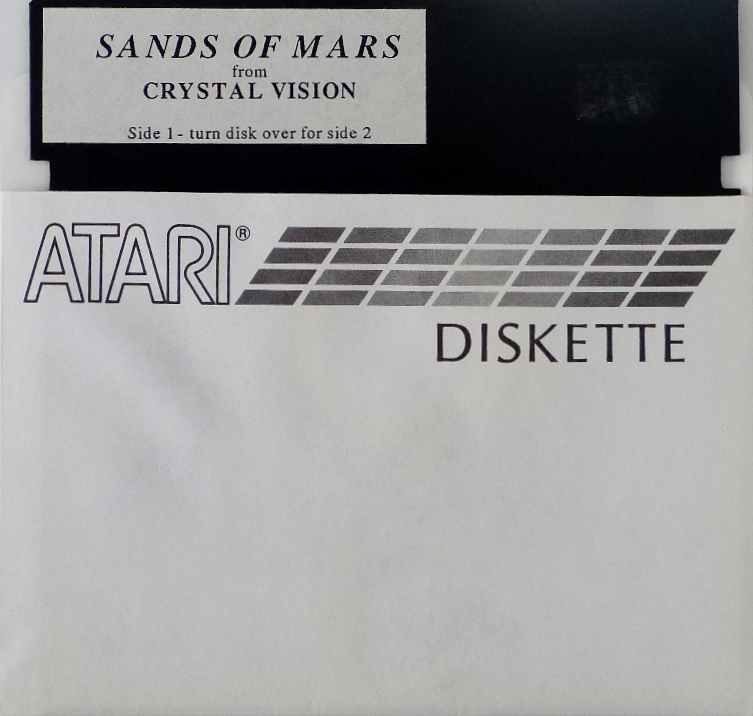 SANDS OF MARS
from
CRYSTAL VISION
Side 1 - turn disk over for side 2
ATARI®
DISKETTE